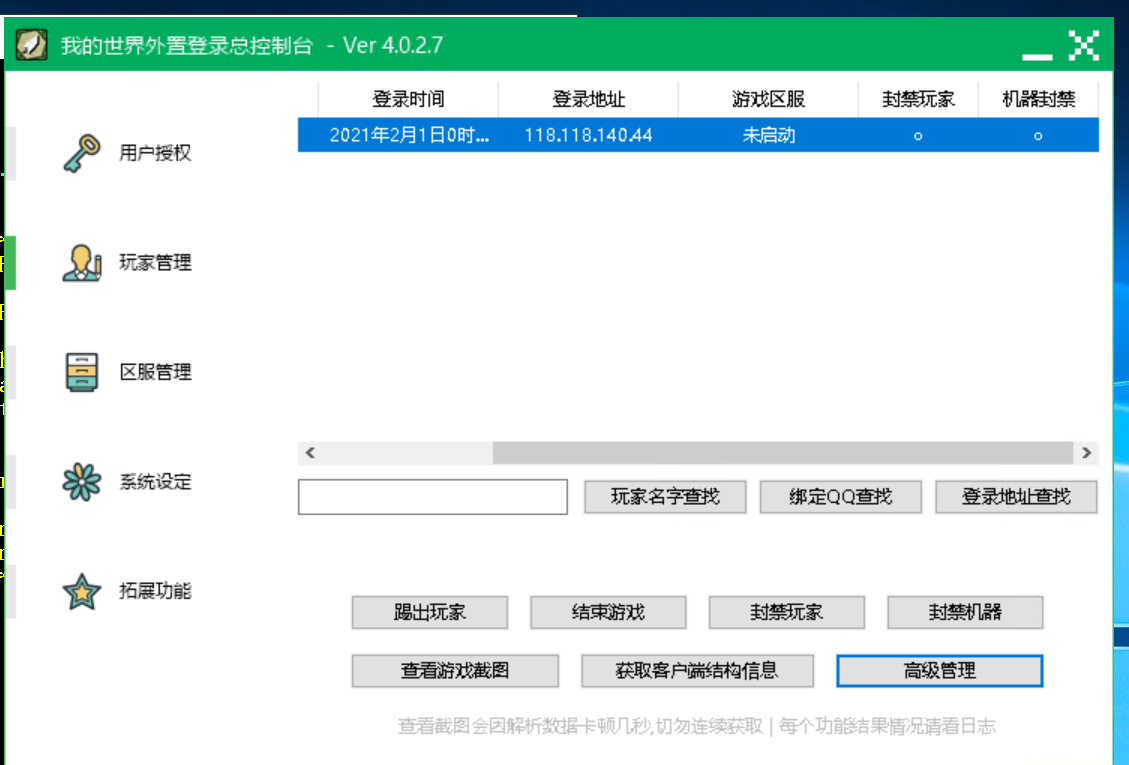 我的世界外置登录总控制台 - Ver 4.0.2.7
登录时间 登录地址 游戏区服 封禁玩家 机器封禁
2021年2月1日0时... 118.118.140.44 未启动 ○ ○
用户授权
玩家管理
区服管理
系统设定
拓展功能
玩家名字查找 绑定QQ查找 登录地址查找
踢出玩家 结束游戏 封禁玩家 封禁机器
查看游戏截图 获取客户端结构信息 高级管理
查看截图会因解析数据卡顿几秒,切勿连续获取 | 每个功能结果情况请看日志